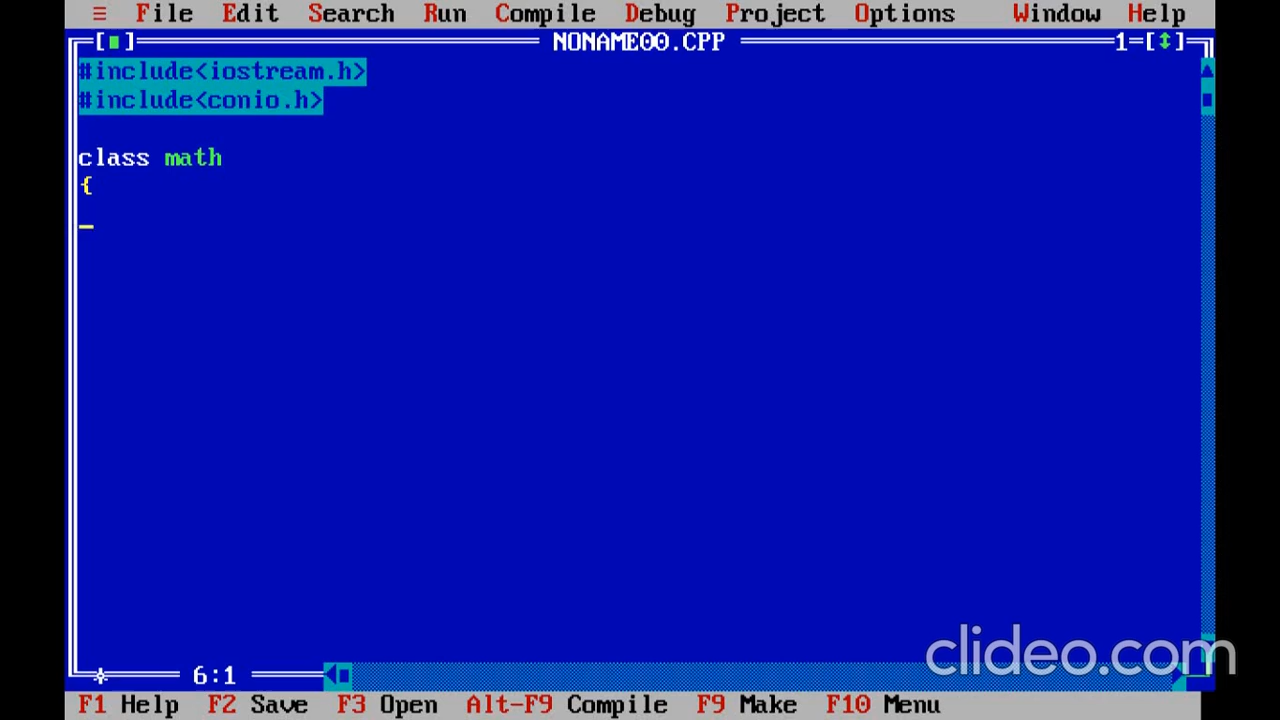 ≡ File Edit Search Run Compile Debug Project Options Window Help
[■] NONAME00.CPP 1=[↕]
#include<iostream.h>
#include<conio.h>
class math
{
6:1
F1 Help F2 Save F3 Open Alt-F9 Compile F9 Make F10 Menu
clideo.com